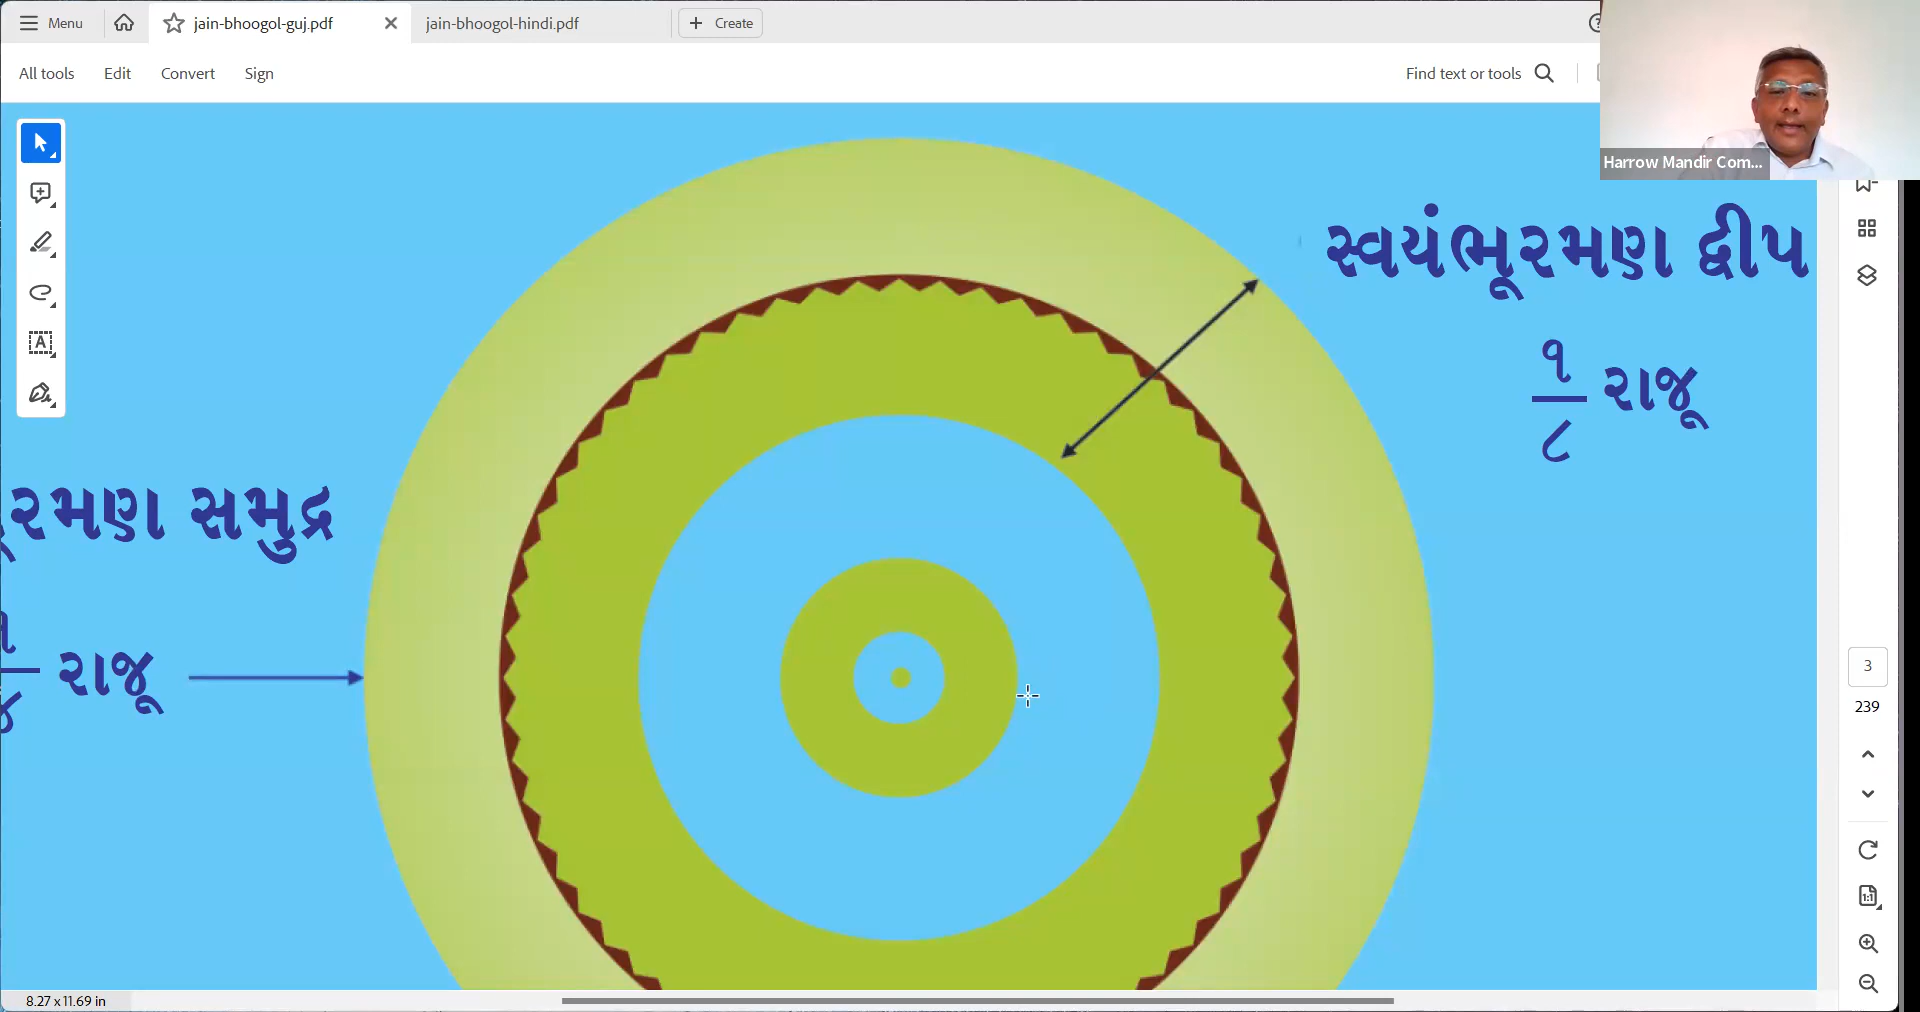 Menu
jain-bhoogol-guj.pdf
jain-bhoogol-hindi.pdf
Create
All tools
Edit
Convert
Sign
Find text or tools
Harrow Mandir Com...
સ્વયંભૂરમણ દ્વીપ
૧
૮
રાજૂ
રમણ સમુદ્ર
રાજૂ
3
239
8.27 x 11.69 in